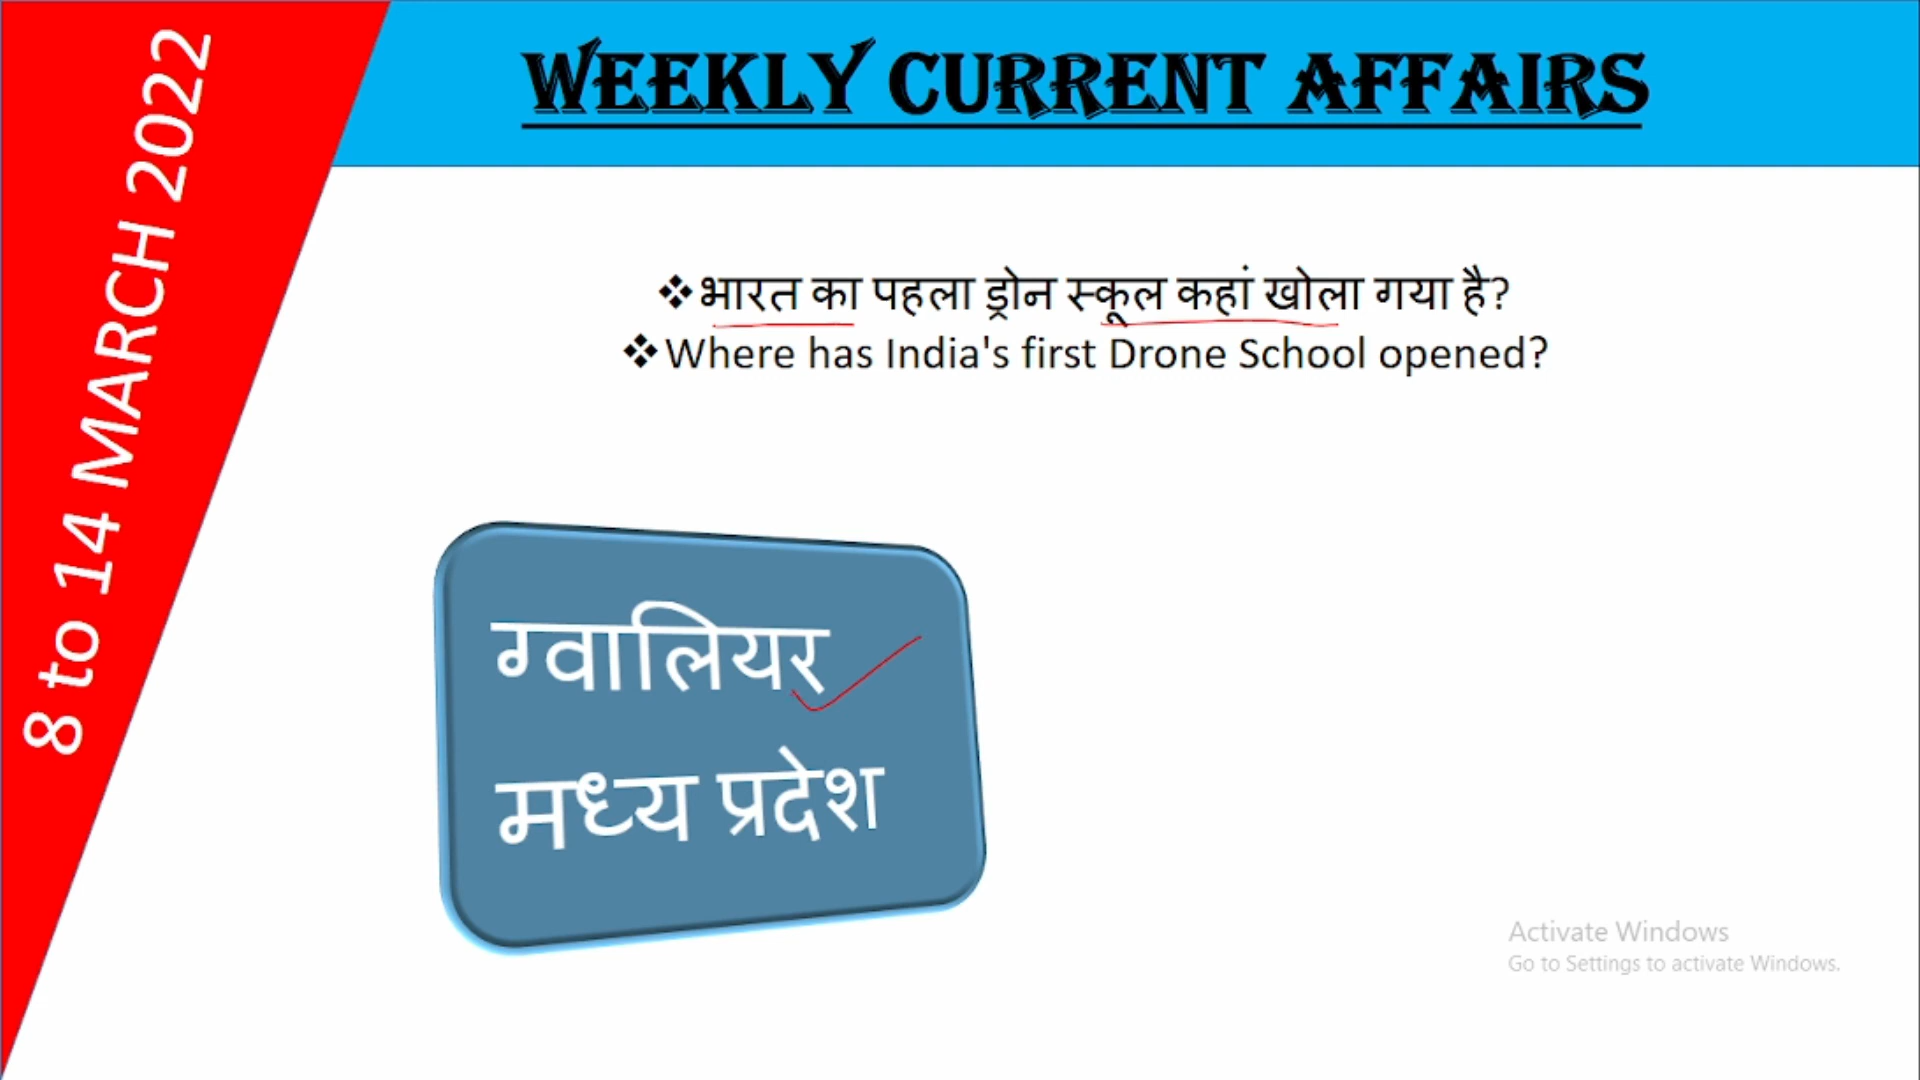 WEEKLY CURRENT AFFAIRS
8 to 14 MARCH 2022
❖भारत का पहला ड्रोन स्कूल कहां खोला गया है?
❖Where has India's first Drone School opened?
ग्वालियर
मध्य प्रदेश
Activate Windows
Go to Settings to activate Windows.